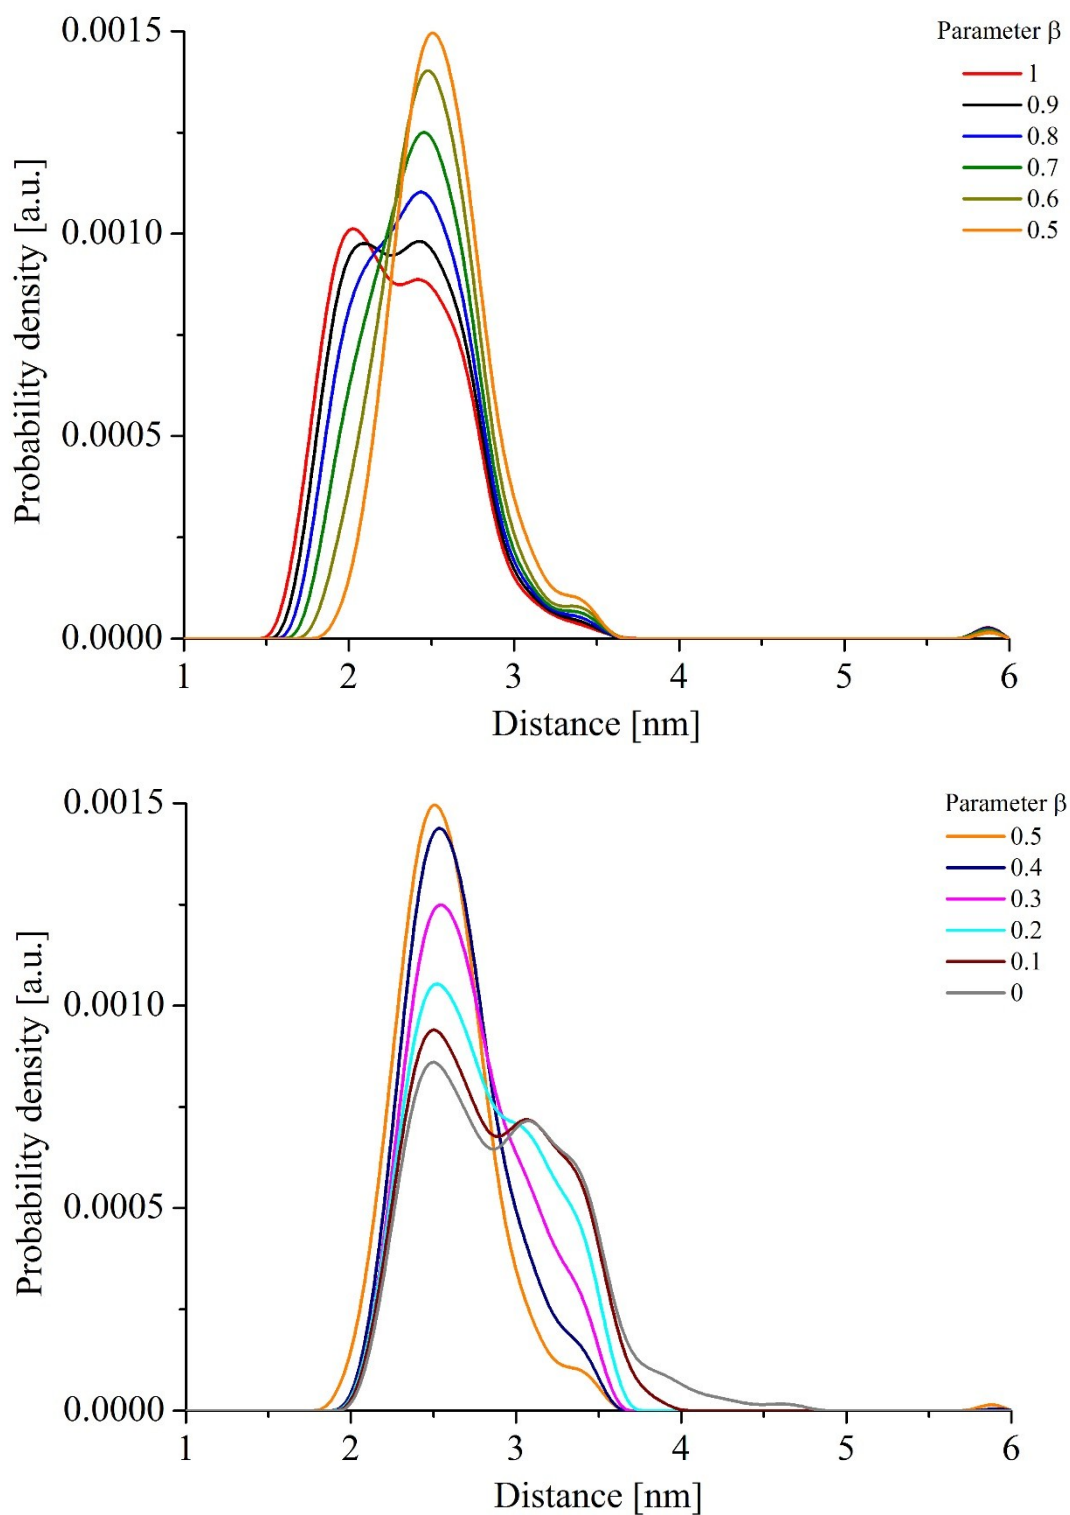 Parameter β
1
0.9
0.8
0.7
0.6
0.5
Probability density [a.u.]
0.0015
0.0010
0.0005
0.0000
1 2 3 4 5 6
Distance [nm]
Parameter β
0.5
0.4
0.3
0.2
0.1
0
Probability density [a.u.]
0.0015
0.0010
0.0005
0.0000
1 2 3 4 5 6
Distance [nm]